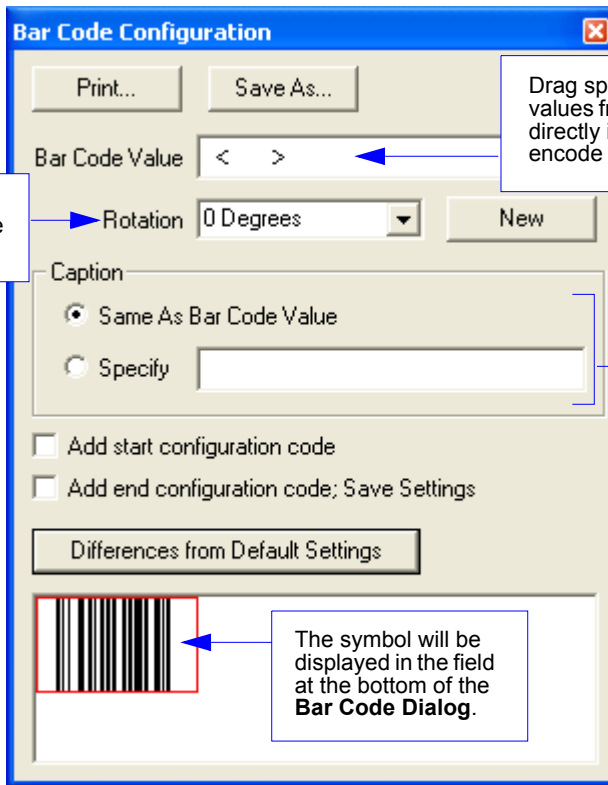 Bar Code Configuration
Print...
Save As...
Drag
values
directly
encode
Bar Code Value < >
Rotation 0 Degrees
New
Caption
Same As Bar Code Value
Specify
Add start configuration code
Add end configuration code; Save Settings
Differences from Default Settings
The symbol will be
displayed in the field
at the bottom of the
Bar Code Dialog.